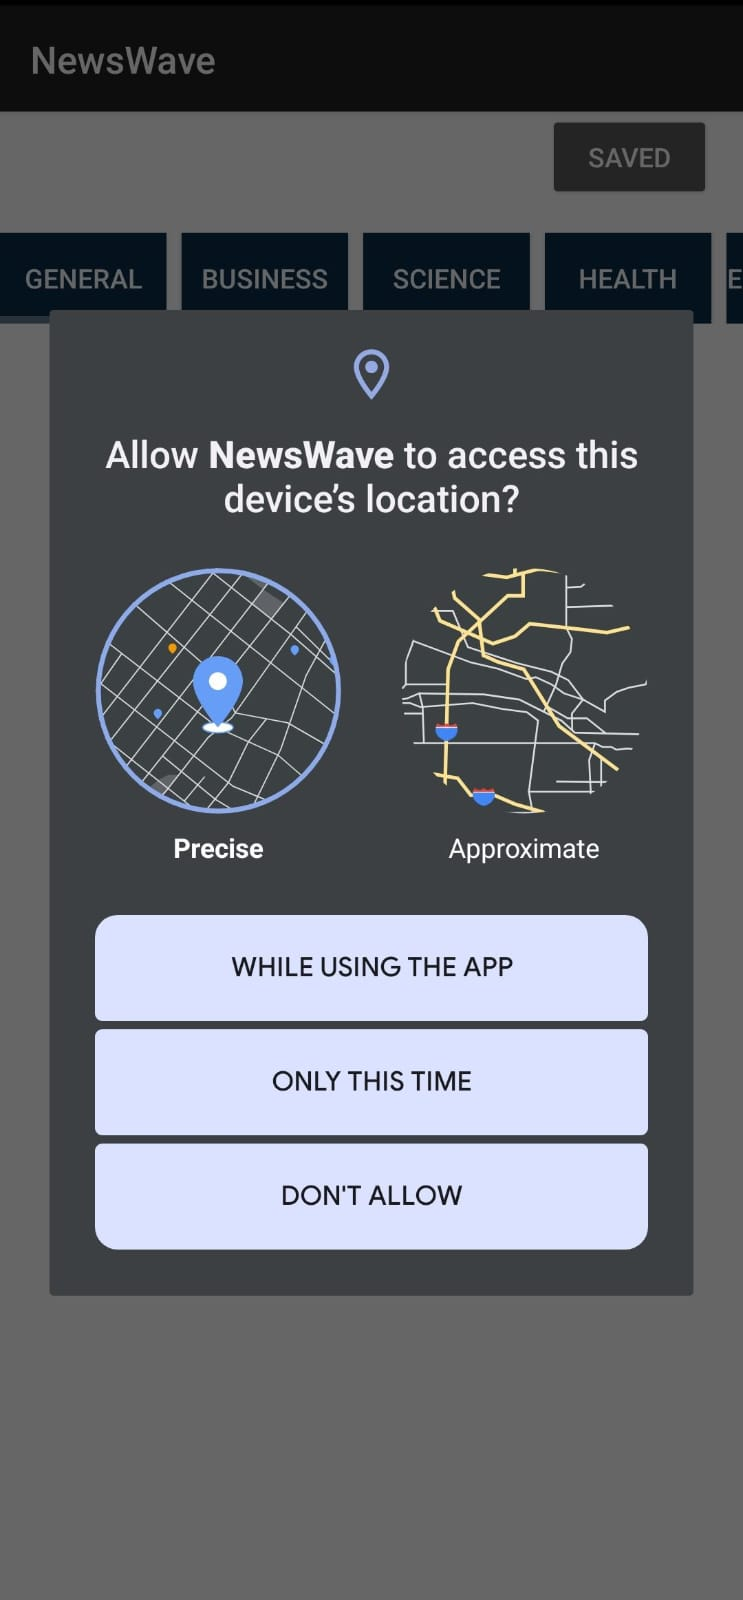 NewsWave
SAVED
GENERAL BUSINESS SCIENCE HEALTH E
Allow NewsWave to access this
device’s location?
Precise Approximate
WHILE USING THE APP
ONLY THIS TIME
DON'T ALLOW